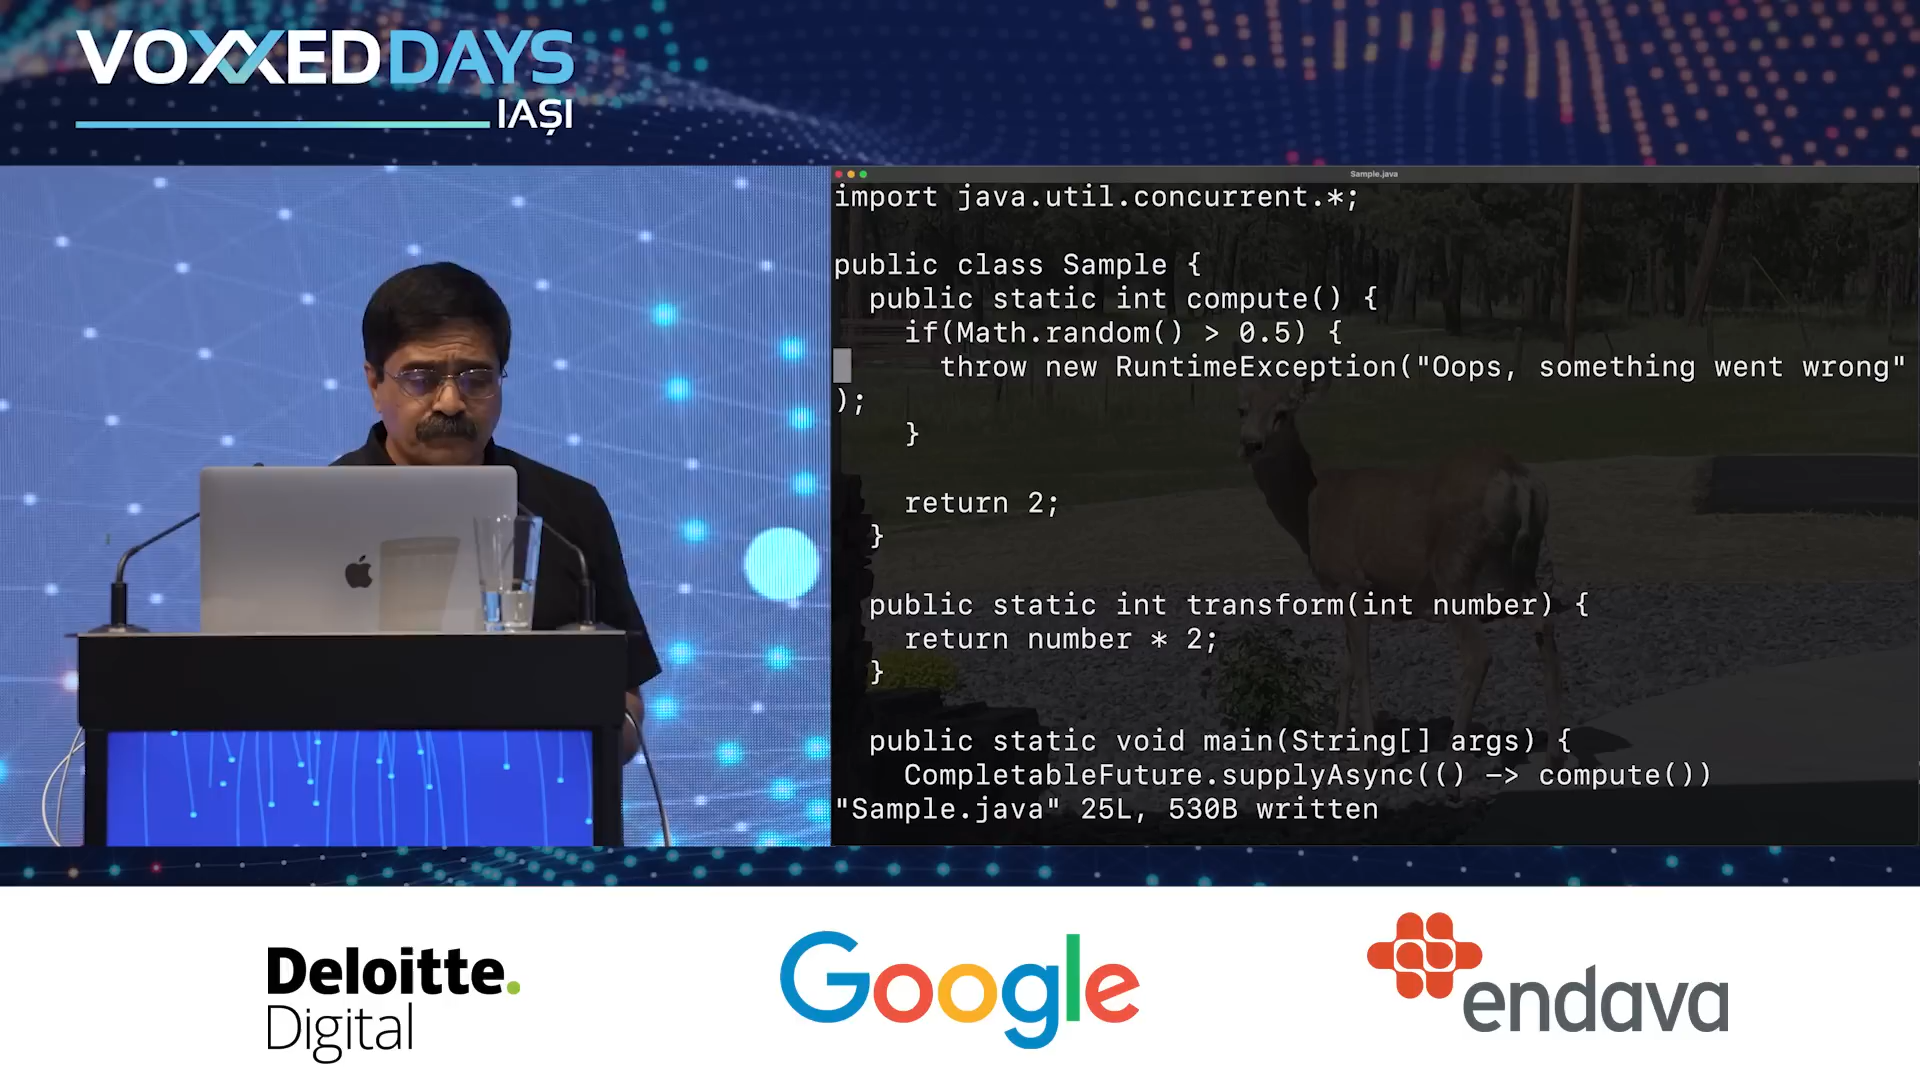 VOXXEDDAYS
IAȘI
Sample.java
import java.util.concurrent.*;
public class Sample {
  public static int compute() {
    if(Math.random() > 0.5) {
      throw new RuntimeException("Oops, something went wrong"
);
    }
    return 2;
  }
  public static int transform(int number) {
    return number * 2;
  }
  public static void main(String[] args) {
    CompletableFuture.supplyAsync(() -> compute())
"Sample.java" 25L, 530B written
Deloitte.
Digital
Google
endava